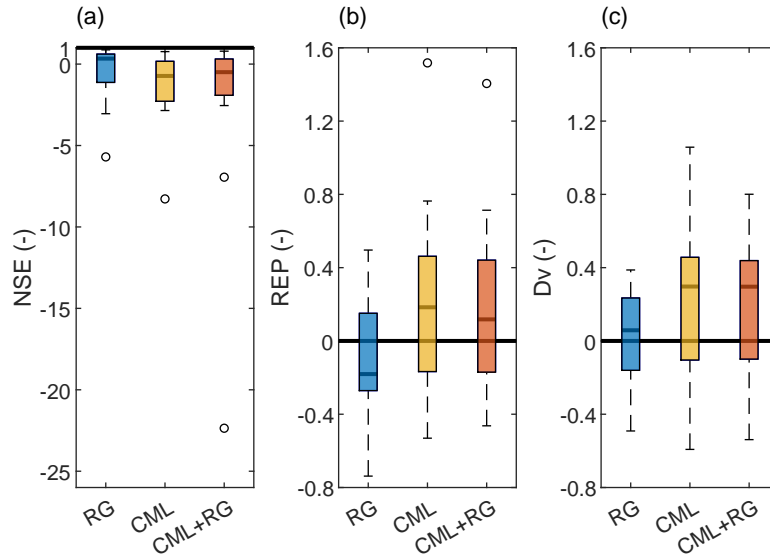 (a)
(b)
(c)
NSE (-)
1
0
-5
-10
-15
-20
-25
RG
CML
CML+RG
REP (-)
1.6
1.2
0.8
0.4
0
-0.4
-0.8
RG
CML
CML+RG
Dv (-)
1.6
1.2
0.8
0.4
0
-0.4
-0.8
RG
CML
CML+RG